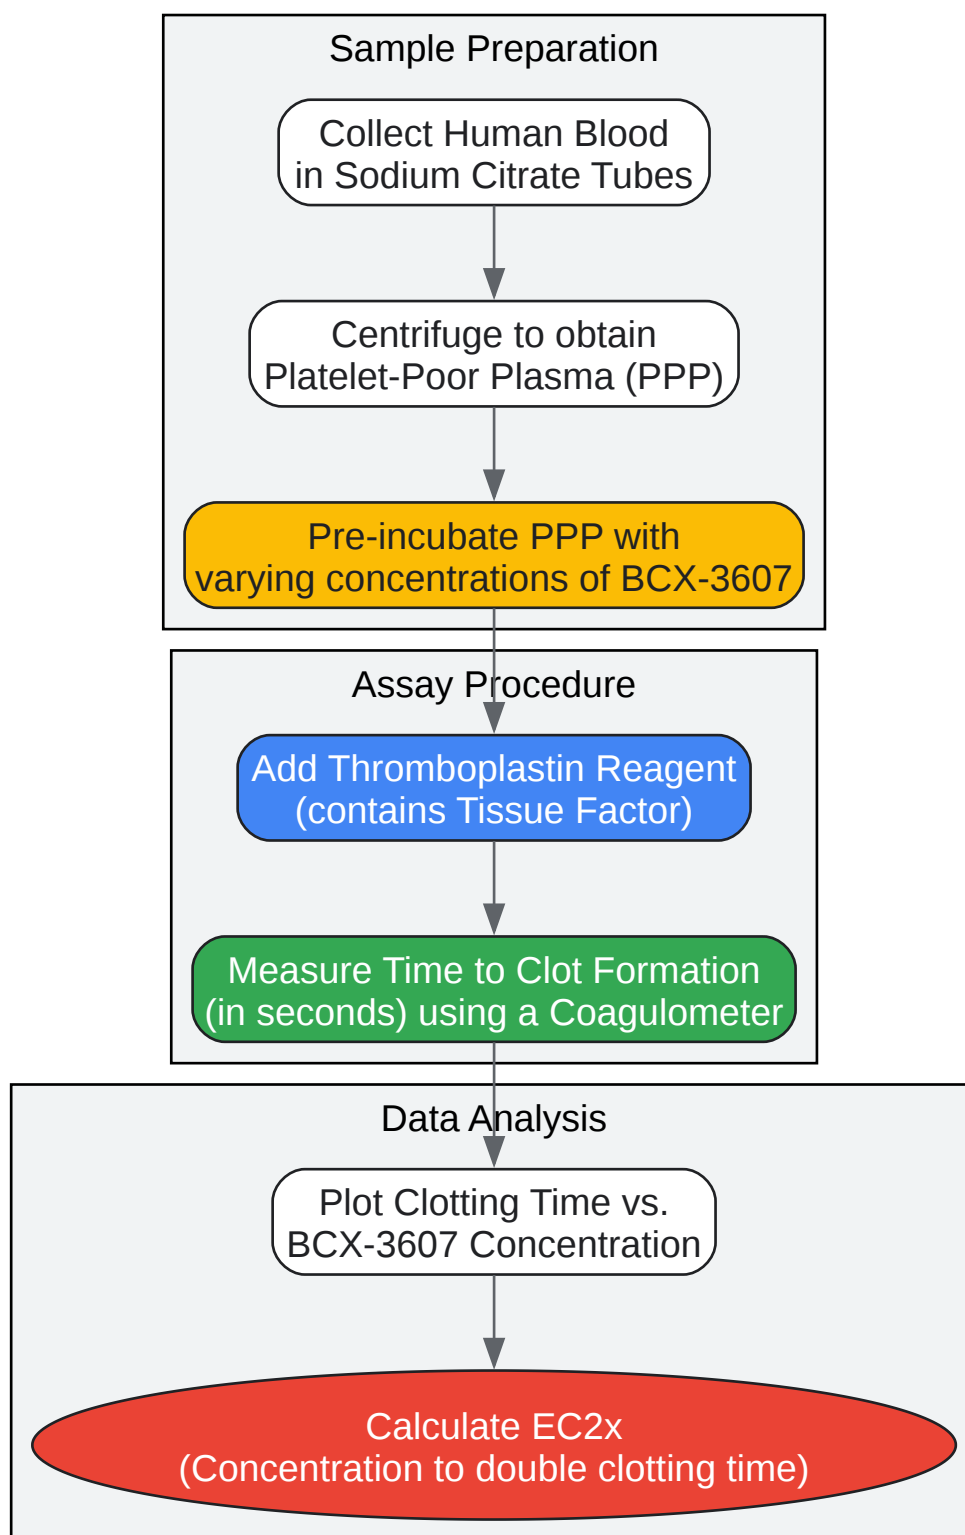 Sample Preparation
Collect Human Blood
in Sodium Citrate Tubes
Centrifuge to obtain
Platelet-Poor Plasma (PPP)
Pre-incubate PPP with
varying concentrations of BCX-3607
Assay Procedure
Add Thromboplastin Reagent
(contains Tissue Factor)
Measure Time to Clot Formation
(in seconds) using a Coagulometer
Data Analysis
Plot Clotting Time vs.
BCX-3607 Concentration
Calculate EC2x
(Concentration to double clotting time)